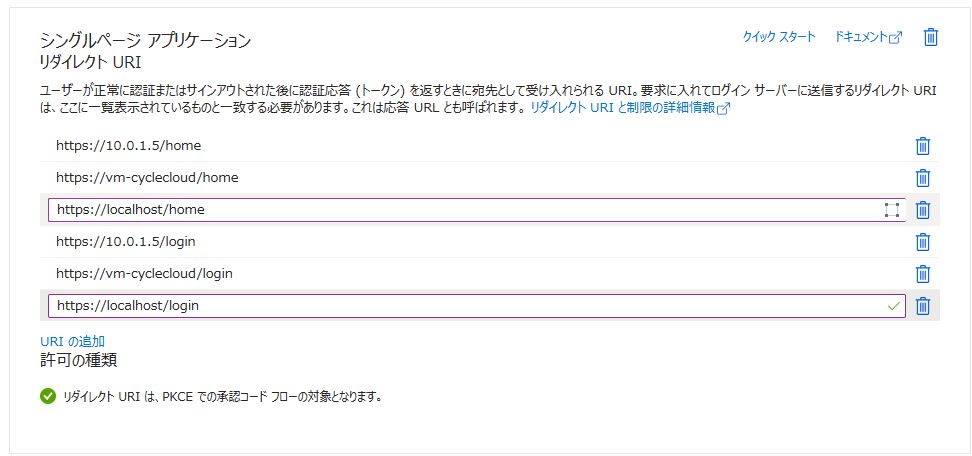 シングルページ アプリケーション
クイック スタート
ドキュメント
リダイレクト URI
ユーザーが正常に認証またはサインアウトされた後に認証応答 (トークン) を返すときに宛先として受け入れられる URI。要求に入れてログイン サーバーに送信するリダイレクト URI
は、ここに一覧表示されているものと一致する必要があります。これは応答 URL とも呼ばれます。 リダイレクト URI と制限の詳細情報
https://10.0.1.5/home
https://vm-cyclecloud/home
https://localhost/home
https://10.0.1.5/login
https://vm-cyclecloud/login
https://localhost/login
URI の追加
許可の種類
リダイレクト URI は、PKCE での承認コード フローの対象となります。